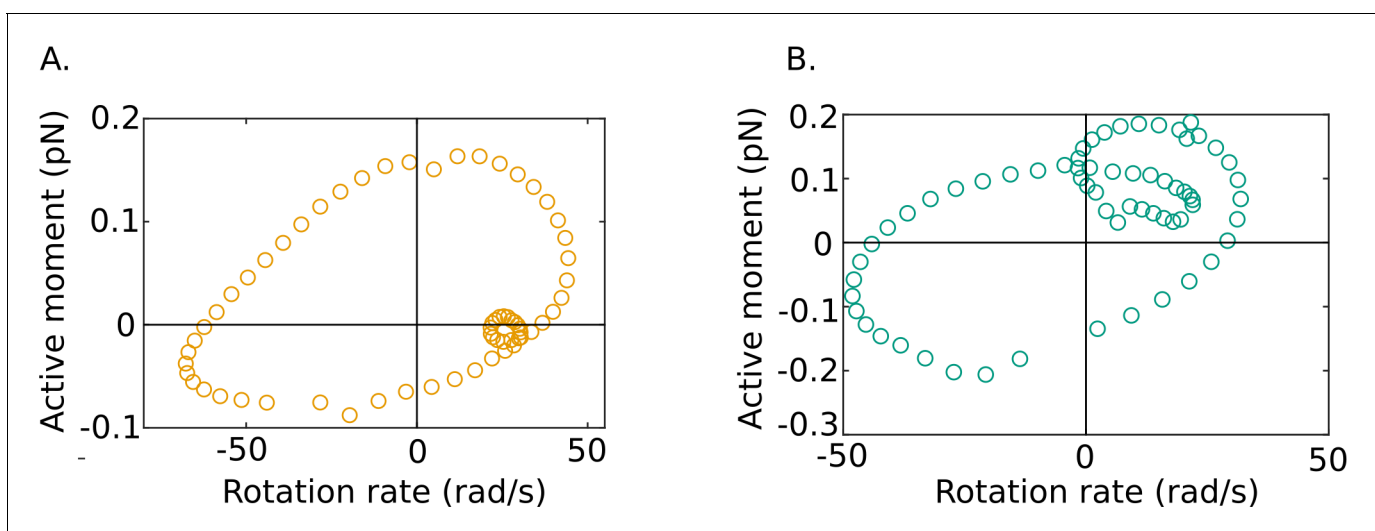 A.
B.
Active moment (pN)
0.2
0.1
0
-0.1
-50
0
50
Rotation rate (rad/s)
Active moment (pN)
0.2
0.1
0
-0.1
-0.2
-0.3
-50
0
50
Rotation rate (rad/s)